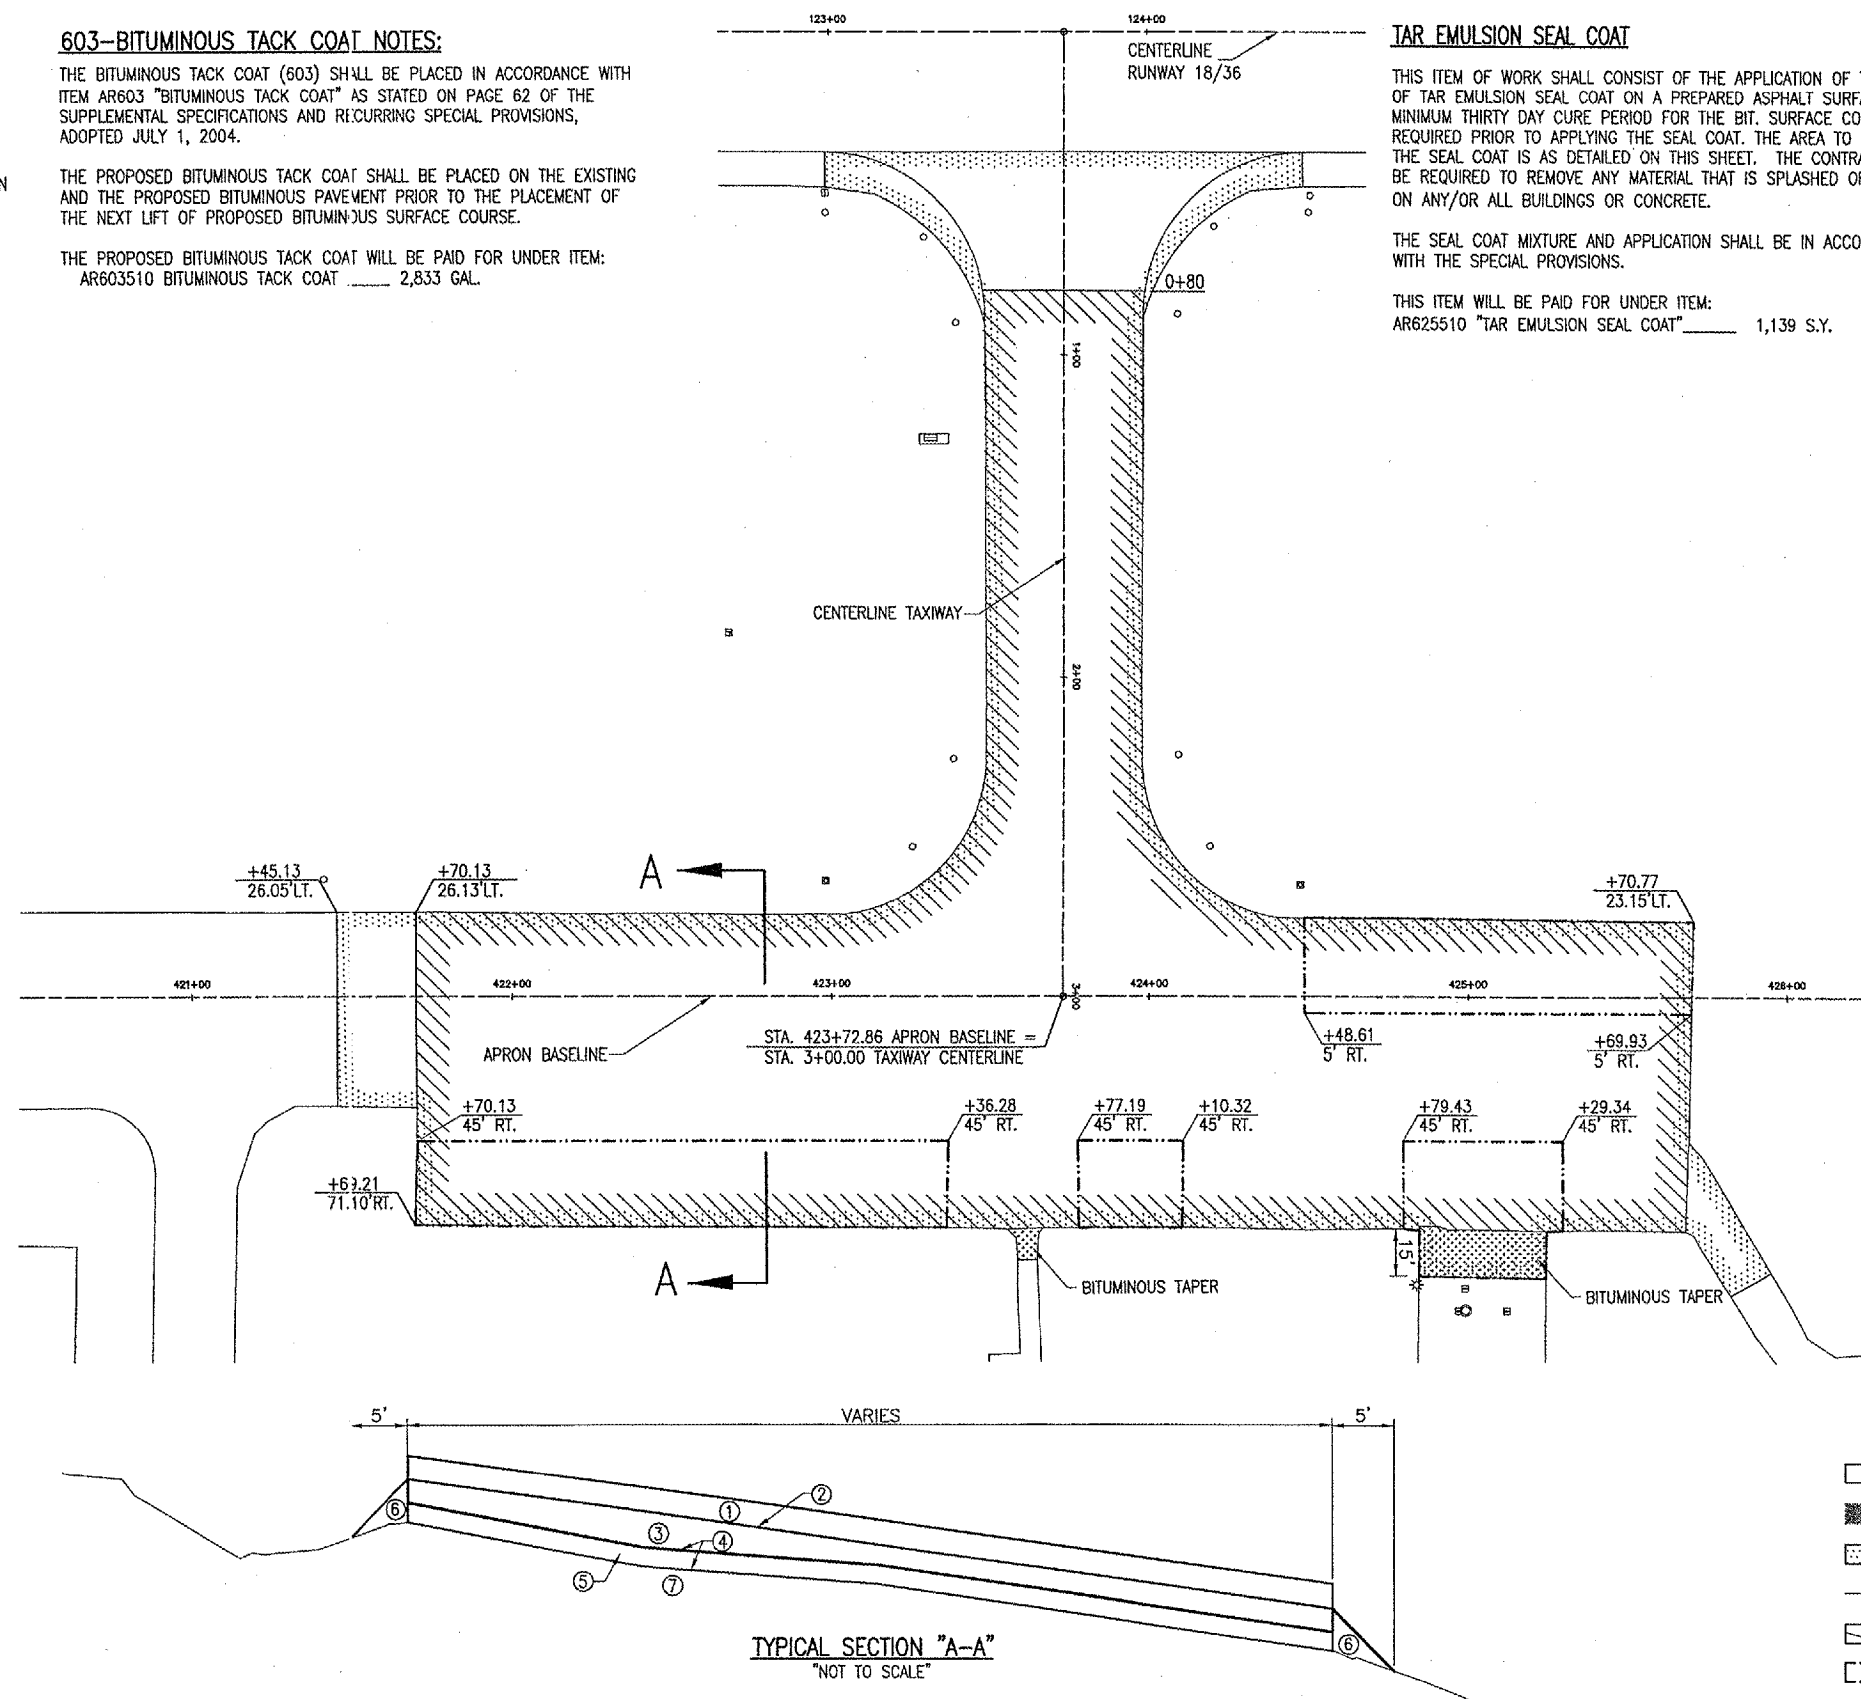 603-BITUMINOUS TACK COAT NOTES:
THE BITUMINOUS TACK COAT (603) SHALL BE PLACED IN ACCORDANCE WITH
ITEM AR603 "BITUMINOUS TACK COAT" AS STATED ON PAGE 62 OF THE
SUPPLEMENTAL SPECIFICATIONS AND RECURRING SPECIAL PROVISIONS,
ADOPTED JULY 1, 2004.
THE PROPOSED BITUMINOUS TACK COAT SHALL BE PLACED ON THE EXISTING
AND THE PROPOSED BITUMINOUS PAVEMENT PRIOR TO THE PLACEMENT OF
THE NEXT LIFT OF PROPOSED BITUMINOUS SURFACE COURSE.
THE PROPOSED BITUMINOUS TACK COAT WILL BE PAID FOR UNDER ITEM:
AR603510 BITUMINOUS TACK COAT ____ 2,833 GAL.
N
123+00
124+00
CENTERLINE
RUNWAY 18/36
TAR EMULSION SEAL COAT
THIS ITEM OF WORK SHALL CONSIST OF THE APPLICATION OF
OF TAR EMULSION SEAL COAT ON A PREPARED ASPHALT SURF
MINIMUM THIRTY DAY CURE PERIOD FOR THE BIT. SURFACE CO
REQUIRED PRIOR TO APPLYING THE SEAL COAT. THE AREA TO
THE SEAL COAT IS AS DETAILED ON THIS SHEET. THE CONTRA
BE REQUIRED TO REMOVE ANY MATERIAL THAT IS SPLASHED O
ON ANY/OR ALL BUILDINGS OR CONCRETE.
THE SEAL COAT MIXTURE AND APPLICATION SHALL BE IN ACCO
WITH THE SPECIAL PROVISIONS.
THIS ITEM WILL BE PAID FOR UNDER ITEM:
AR625510 "TAR EMULSION SEAL COAT"_____ 1,139 S.Y.
0+80
1+00
CENTERLINE TAXIWAY
2+00
+45.13
26.05'LT.
+70.13
26.13'LT.
A
+70.77
23.15'LT.
421+00
422+00
423+00
3+00
424+00
425+00
426+00
APRON BASELINE
STA. 423+72.86 APRON BASELINE =
STA. 3+00.00 TAXIWAY CENTERLINE
+48.61
5' RT.
+69.93
5' RT.
+70.13
45' RT.
+36.28
45' RT.
+77.19
45' RT.
+10.32
45' RT.
+79.43
45' RT.
+29.34
45' RT.
+69.21
71.10'RT.
A
15'
BITUMINOUS TAPER
BITUMINOUS TAPER
5'
VARIES
5'
1
2
3
4
5
6
7
6
TYPICAL SECTION "A-A"
"NOT TO SCALE"